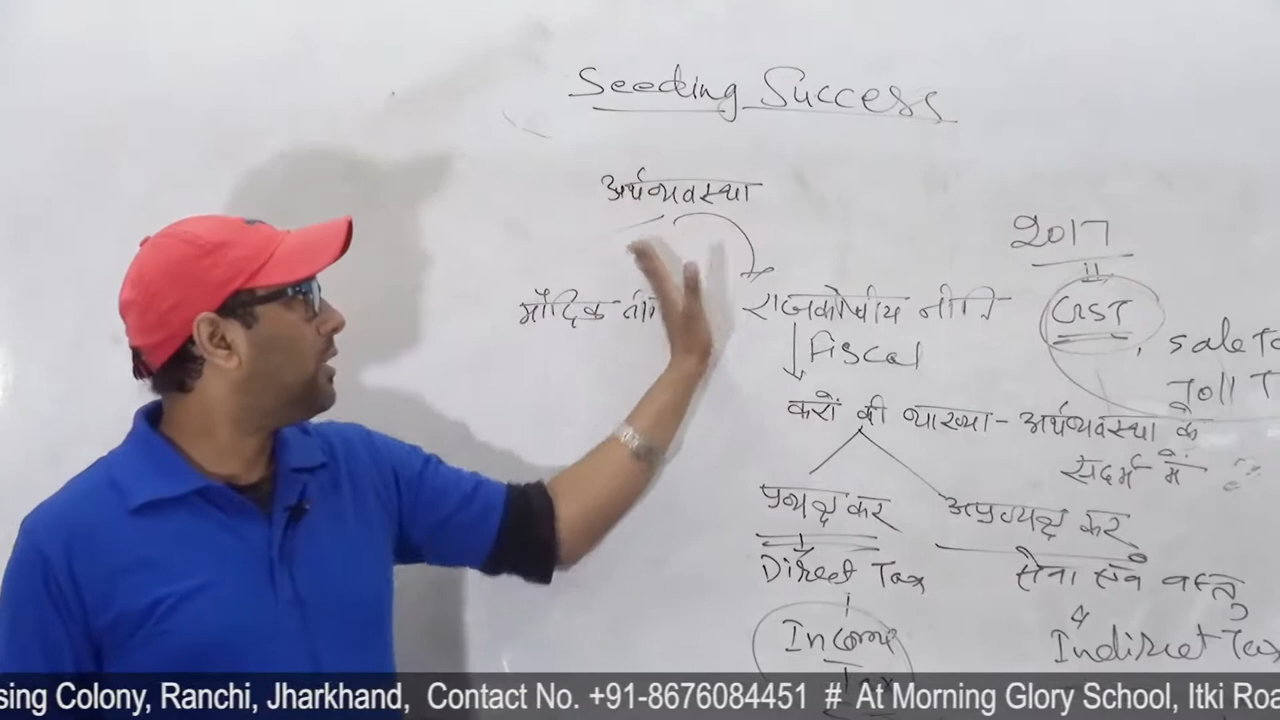 Seeding Success
अर्थव्यवस्था
2017
GST
मौद्रिक
राजकोषीय नीति
Fiscal
Sale
Toll T
करों की व्याख्या - अर्थव्यवस्था के
संदर्भ में
प्रत्यक्ष कर
अप्रत्यक्ष कर
Direct Tax
सेवा एवं वस्तु
Income
Tax
Indirect Tax
sing Colony, Ranchi, Jharkhand, Contact No. +91-8676084451 # At Morning Glory School, Itki Roa